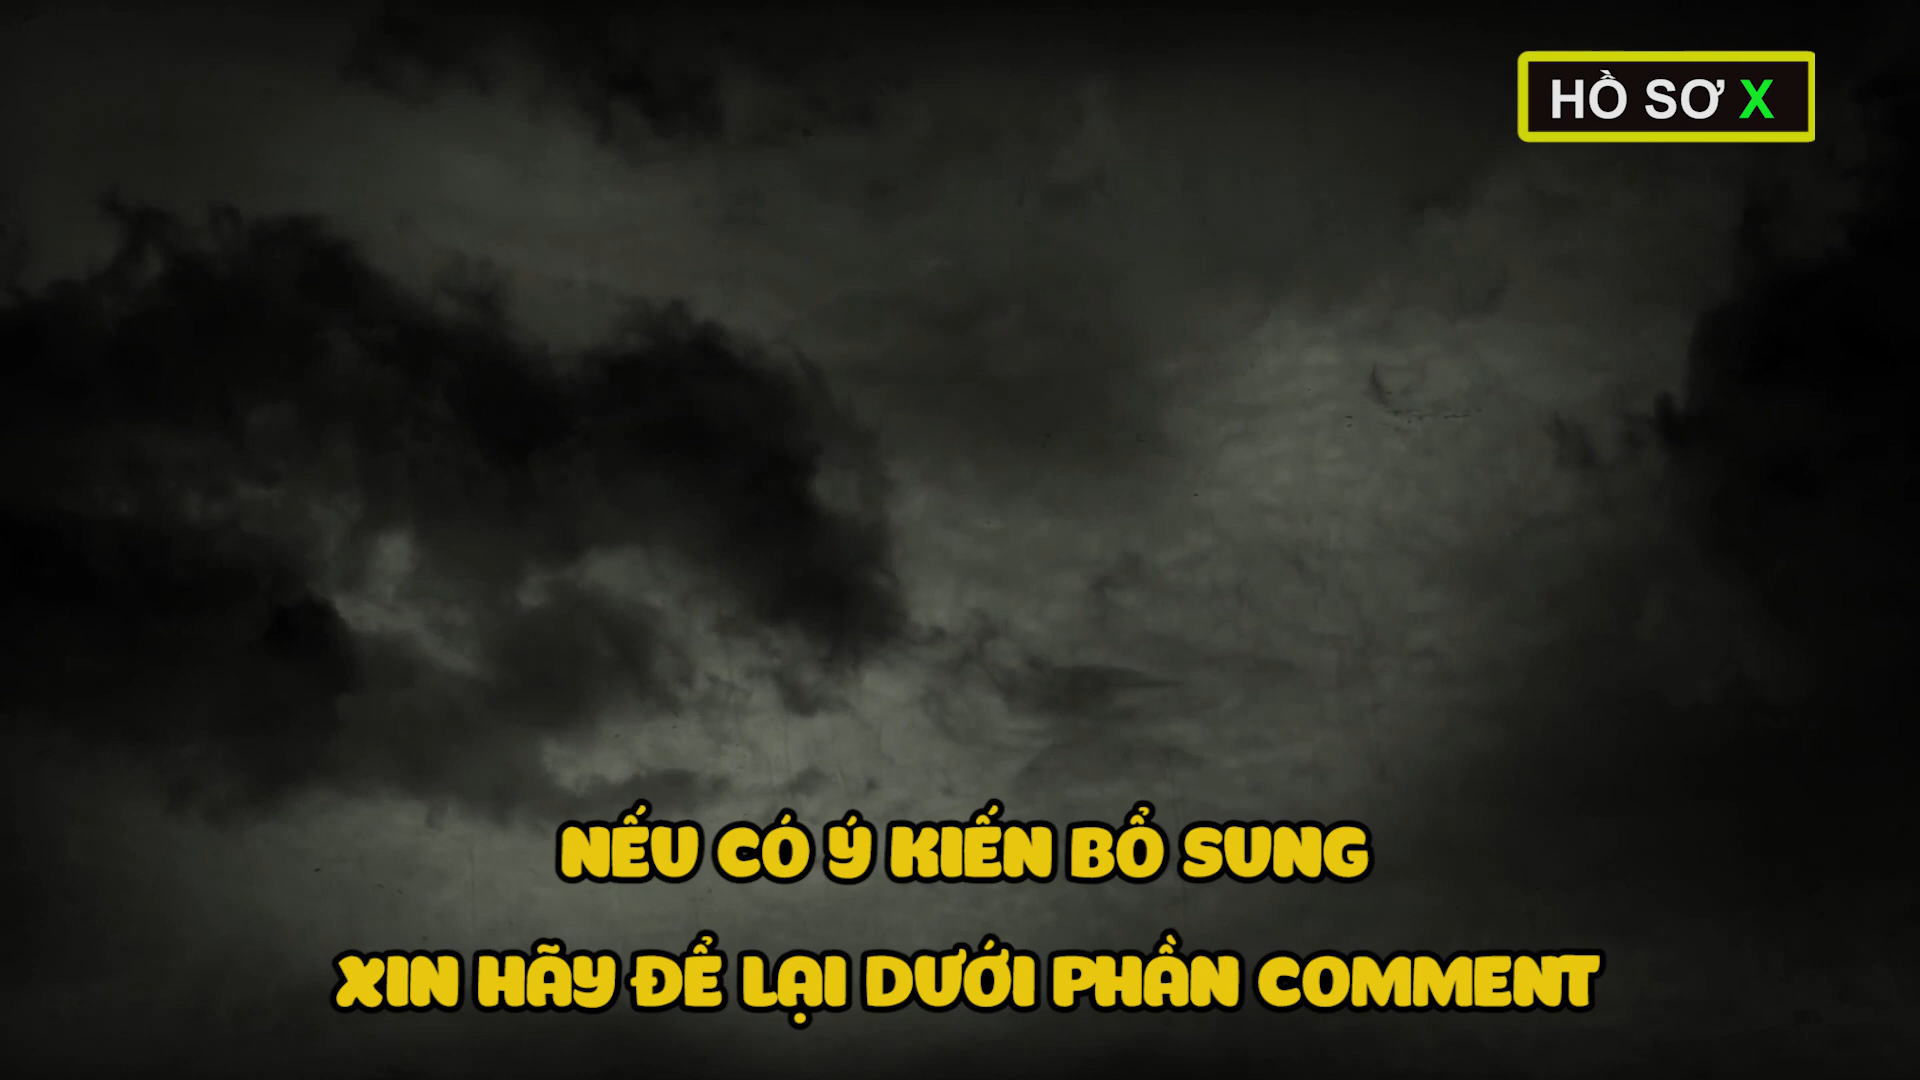 HỒ SƠ X
NẾU CÓ Ý KIẾN BỔ SUNG
XIN HÃY ĐỂ LẠI DƯỚI PHẦN COMMENT